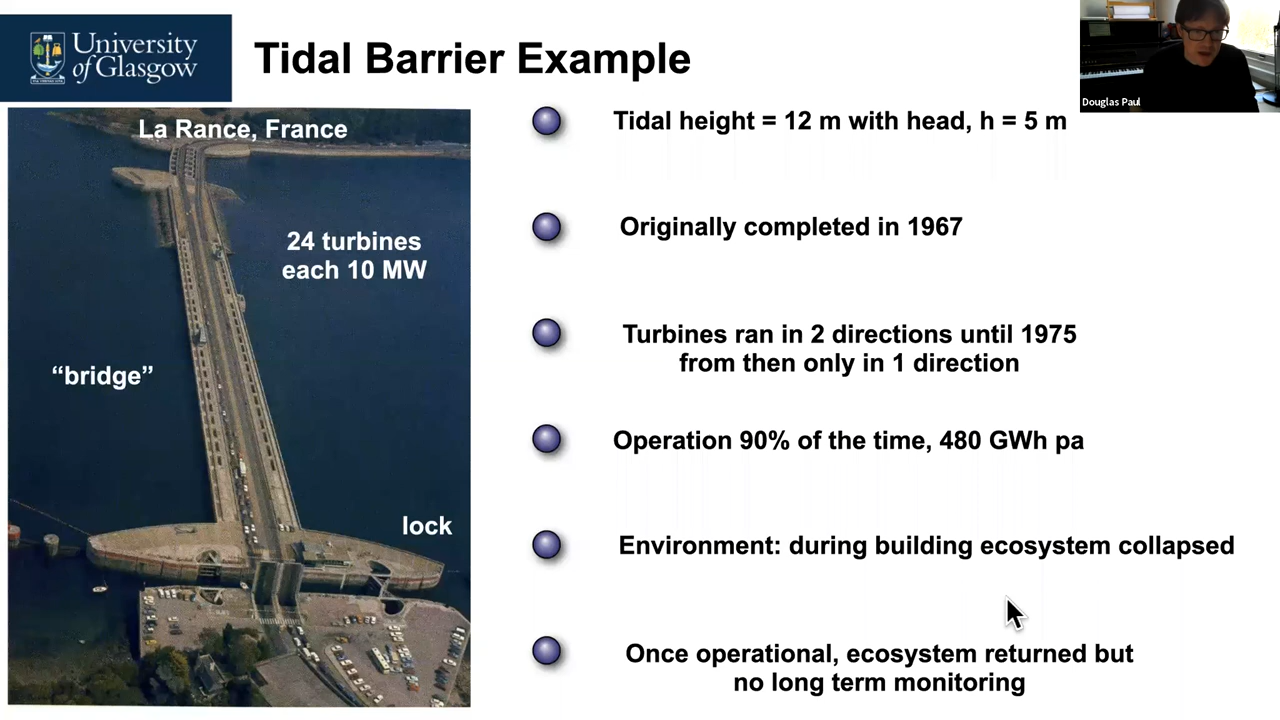 University
of Glasgow
Tidal Barrier Example
Douglas Paul
La Rance, France
24 turbines
each 10 MW
“bridge”
lock
Tidal height = 12 m with head, h = 5 m
Originally completed in 1967
Turbines ran in 2 directions until 1975
from then only in 1 direction
Operation 90% of the time, 480 GWh pa
Environment: during building ecosystem collapsed
Once operational, ecosystem returned but
no long term monitoring